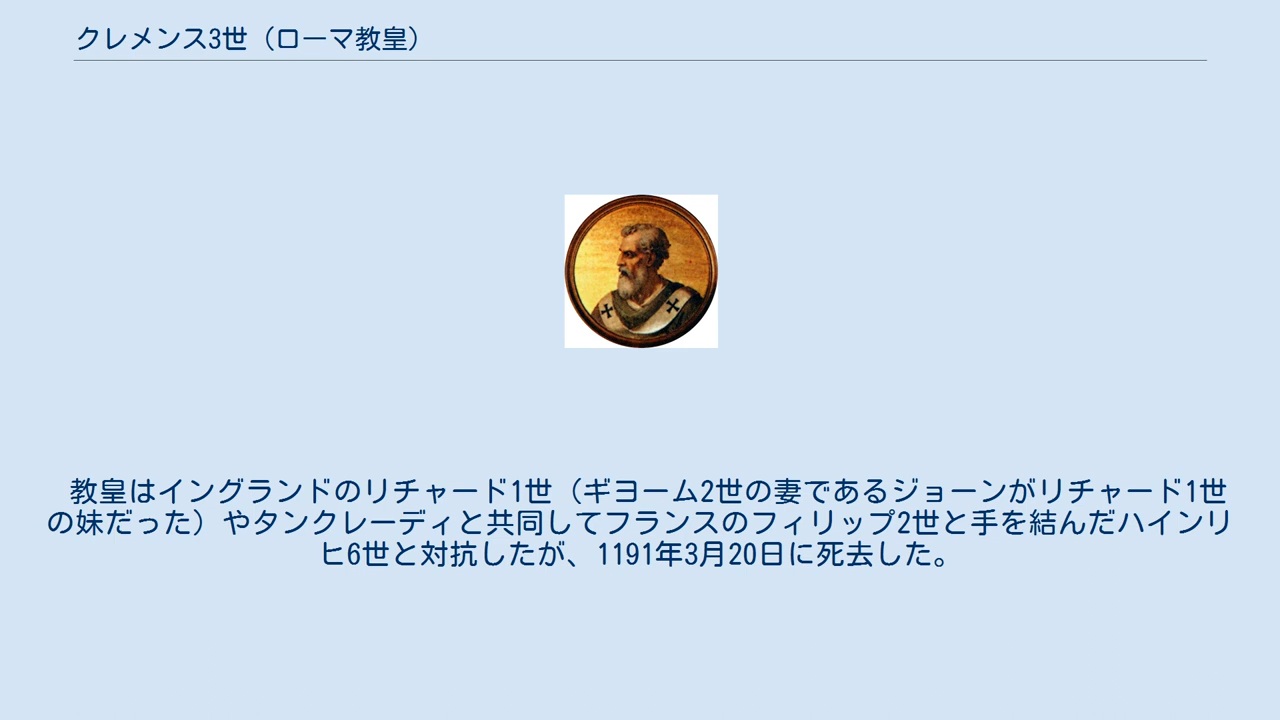 クレメンス3世（ローマ教皇）
教皇はイングランドのリチャード1世（ギヨーム2世の妻であるジョーンがリチャード1世
の妹だった）やタンクレーディと共同してフランスのフィリップ2世と手を結んだハインリ
ヒ6世と対抗したが、1191年3月20日に死去した。